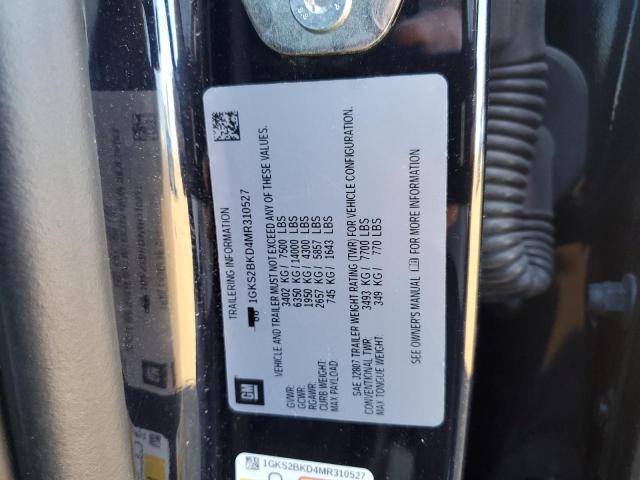 GM
TRAILERING INFORMATION
1GKS2BKD4MR310527
VEHICLE AND TRAILER MUST NOT EXCEED ANY OF THESE VALUES.
GVWR: 3402 KG / 7500 LBS
GCWR: 6350 KG / 14000 LBS
RGAWR: 1950 KG / 4300 LBS
CURB WEIGHT: 2657 KG / 5857 LBS
MAX PAYLOAD: 745 KG / 1643 LBS
SAE J2807 TRAILER WEIGHT RATING (TWR) FOR VEHICLE CONFIGURATION.
CONVENTIONAL TWR: 3493 KG / 7700 LBS
MAX TONGUE WEIGHT: 349 KG / 770 LBS
SEE OWNER'S MANUAL FOR MORE INFORMATION
1GKS2BKD4MR310527